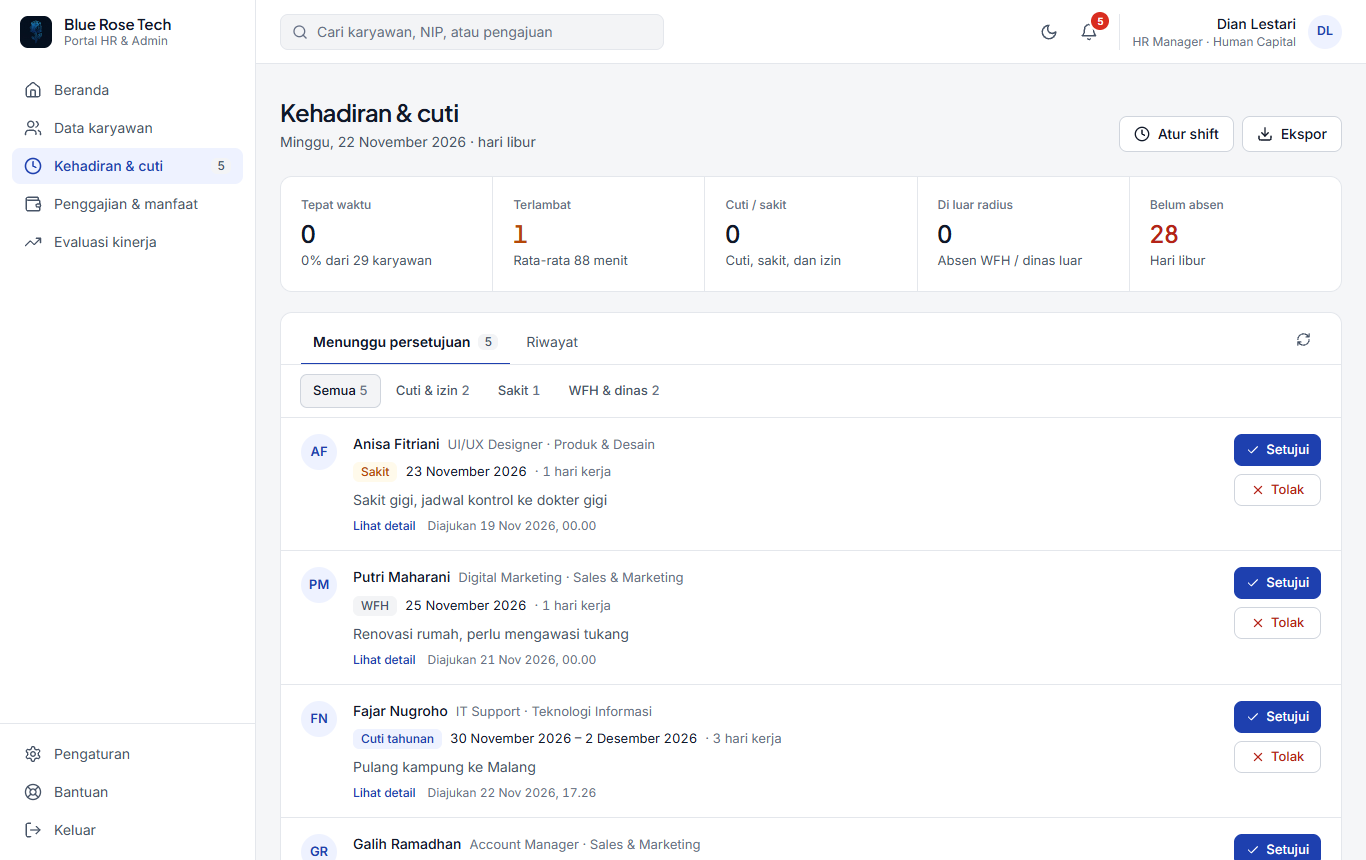 Blue Rose Tech
Portal HR & Admin
Cari karyawan, NIP, atau pengajuan
5
Dian Lestari
HR Manager · Human Capital
DL
Beranda
Data karyawan
Kehadiran & cuti 5
Penggajian & manfaat
Evaluasi kinerja
Pengaturan
Bantuan
Keluar
Kehadiran & cuti
Minggu, 22 November 2026 · hari libur
Atur shift
Ekspor
Tepat waktu
0
0% dari 29 karyawan
Terlambat
1
Rata-rata 88 menit
Cuti / sakit
0
Cuti, sakit, dan izin
Di luar radius
0
Absen WFH / dinas luar
Belum absen
28
Hari libur
Menunggu persetujuan 5
Riwayat
Semua 5
Cuti & izin 2
Sakit 1
WFH & dinas 2
AF
Anisa Fitriani UI/UX Designer · Produk & Desain
Sakit 23 November 2026 · 1 hari kerja
Sakit gigi, jadwal kontrol ke dokter gigi
Lihat detail Diajukan 19 Nov 2026, 00.00
Setujui
Tolak
PM
Putri Maharani Digital Marketing · Sales & Marketing
WFH 25 November 2026 · 1 hari kerja
Renovasi rumah, perlu mengawasi tukang
Lihat detail Diajukan 21 Nov 2026, 00.00
Setujui
Tolak
FN
Fajar Nugroho IT Support · Teknologi Informasi
Cuti tahunan 30 November 2026 – 2 Desember 2026 · 3 hari kerja
Pulang kampung ke Malang
Lihat detail Diajukan 22 Nov 2026, 17.26
Setujui
Tolak
GR
Galih Ramadhan Account Manager · Sales & Marketing
Setujui